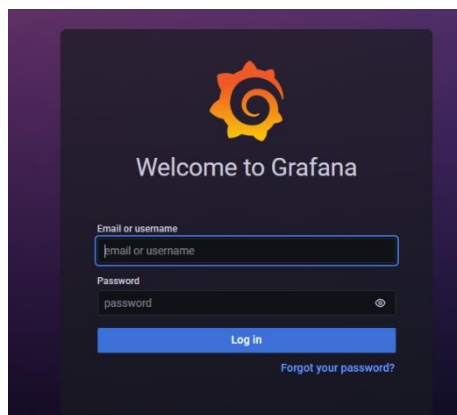 Welcome to Grafana
Email or username
email or username
Password
password
Log in
Forgot your password?